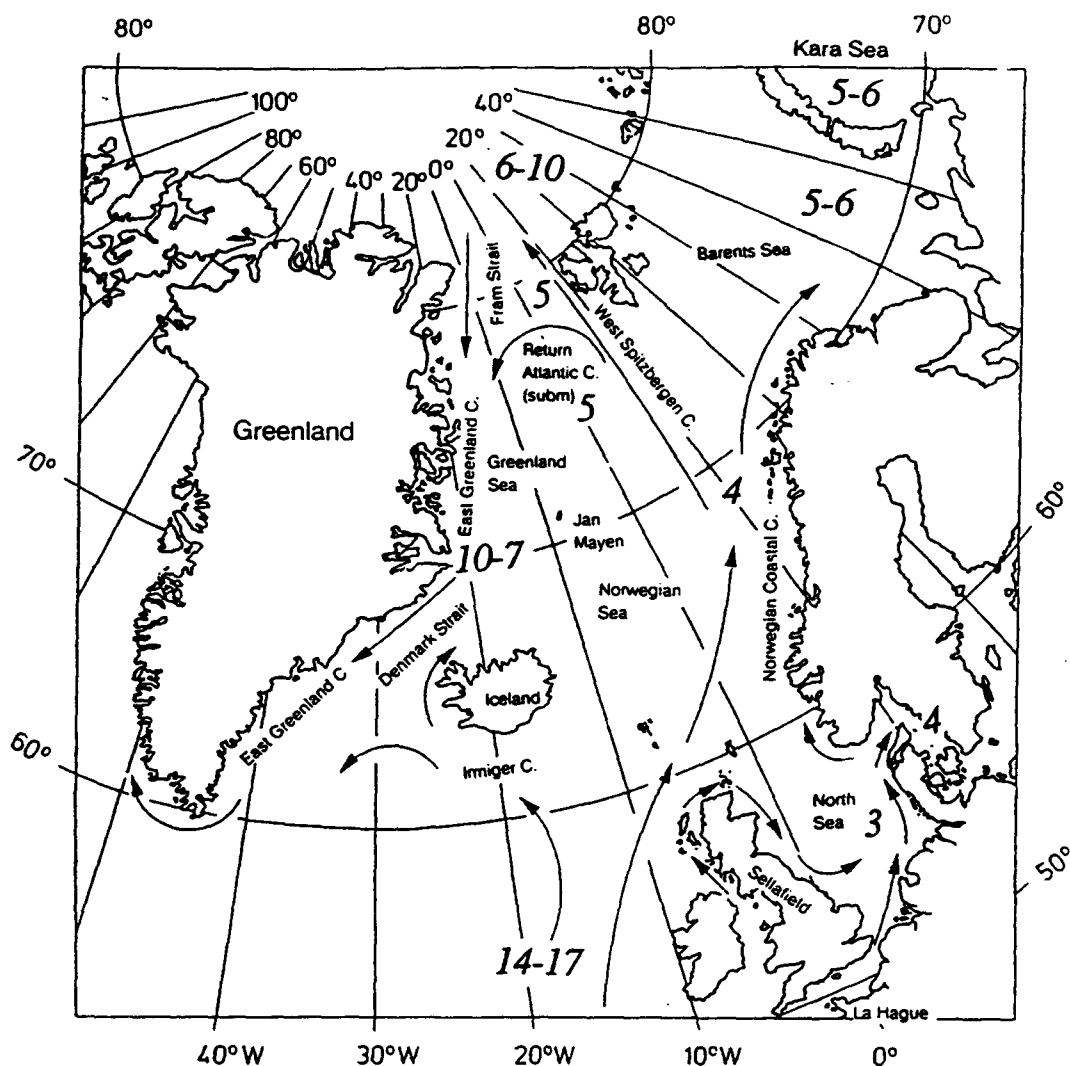 80°
80°
70°
Kara Sea
5-6
100°
40°
80°
20°
60°
40°
20°
0°
6-10
5-6
Barents Sea
Fram Strait
5
West Spitzbergen C.
Return
Atlantic C.
(subm)
5
Greenland
East Greenland C.
Greenland
Sea
70°
4
60°
Jan
Mayen
10-7
Norwegian Coastal C.
Norwegian
Sea
Denmark Strait
East Greenland C
Iceland
60°
4
Irmiger C.
North
Sea
3
Sellafield
50°
14-17
La Hague
40°W
30°W
20°W
10°W
0°